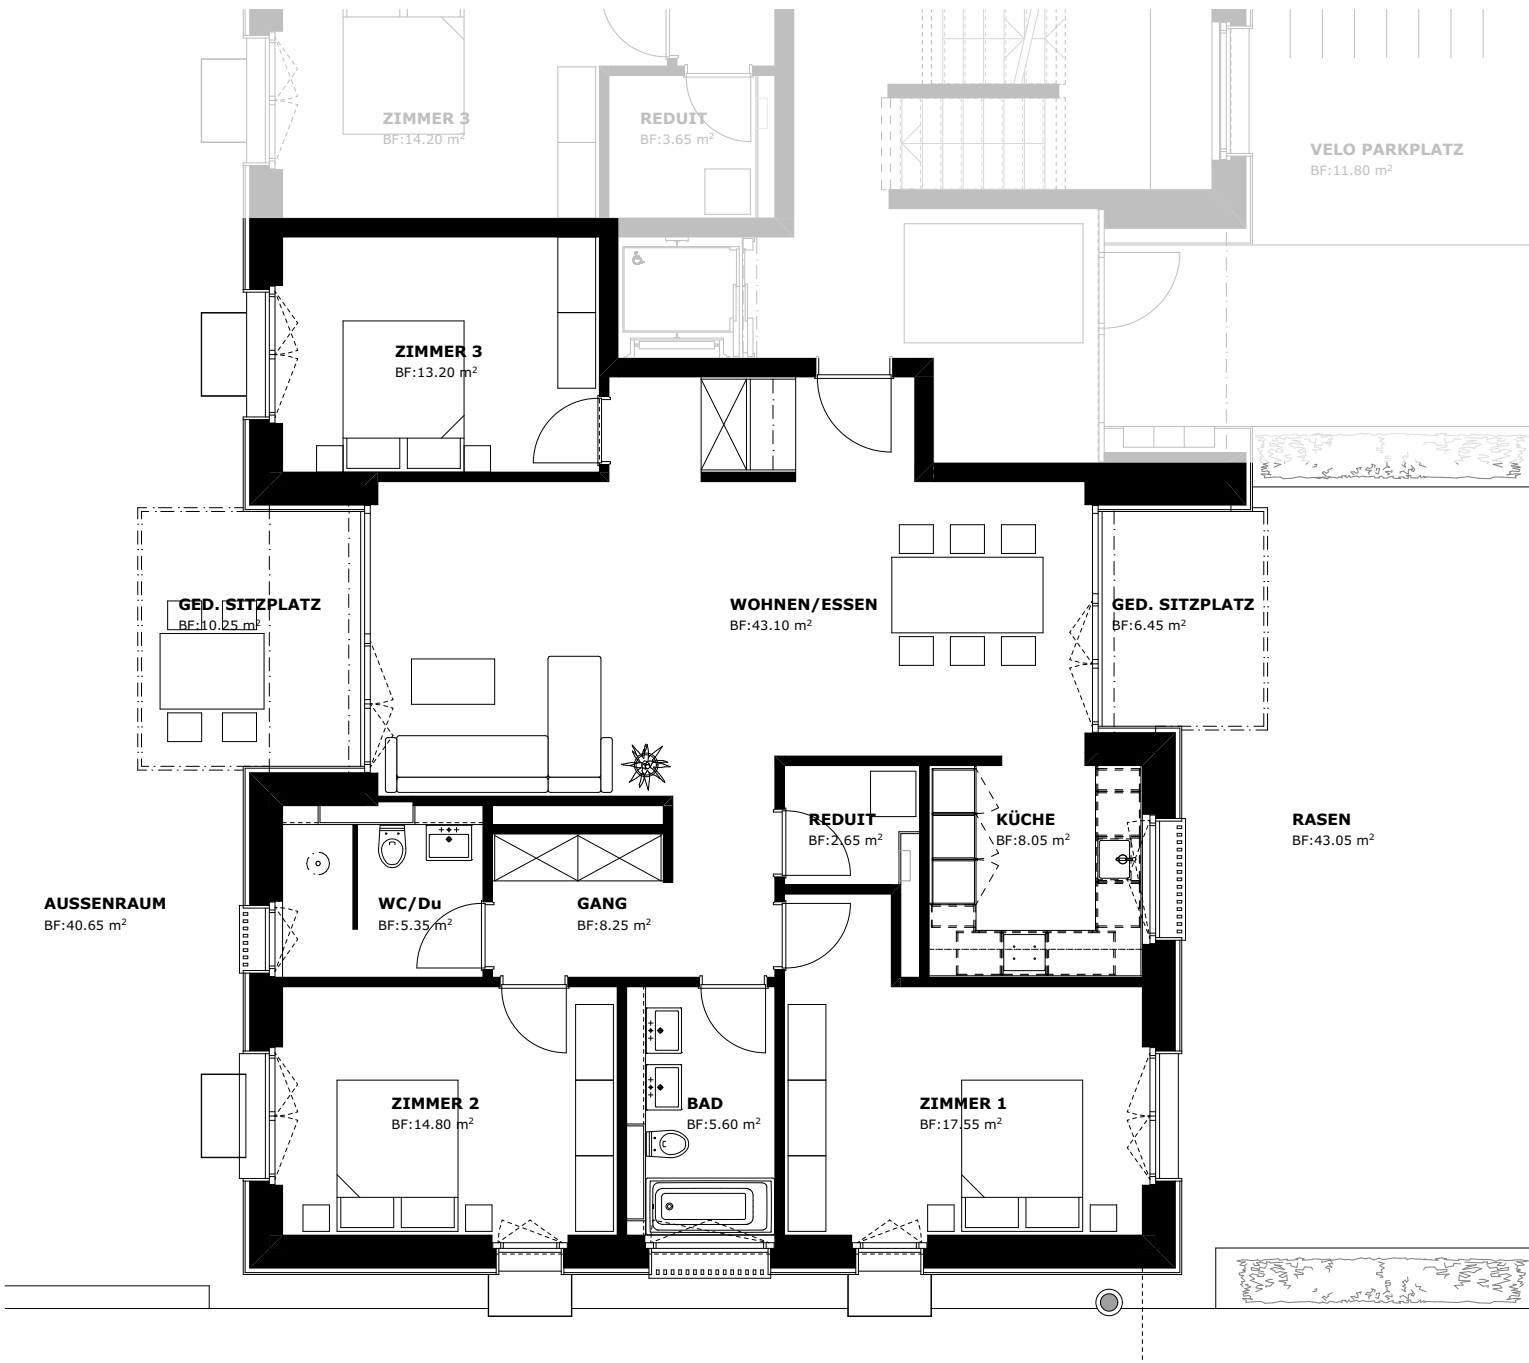 ZIMMER 3
BF:14.20 m²
REDUIT
BF:3.65 m²
VELO PARKPLATZ
BF:11.80 m²
ZIMMER 3
BF:13.20 m²
GED. SITZPLATZ
BF:10.25 m²
WOHNEN/ESSEN
BF:43.10 m²
GED. SITZPLATZ
BF:6.45 m²
REDUIT
BF:2.65 m²
KÜCHE
BF:8.05 m²
RASEN
BF:43.05 m²
AUSSENRAUM
BF:40.65 m²
WC/Du
BF:5.35 m²
GANG
BF:8.25 m²
ZIMMER 2
BF:14.80 m²
BAD
BF:5.60 m²
ZIMMER 1
BF:17.55 m²